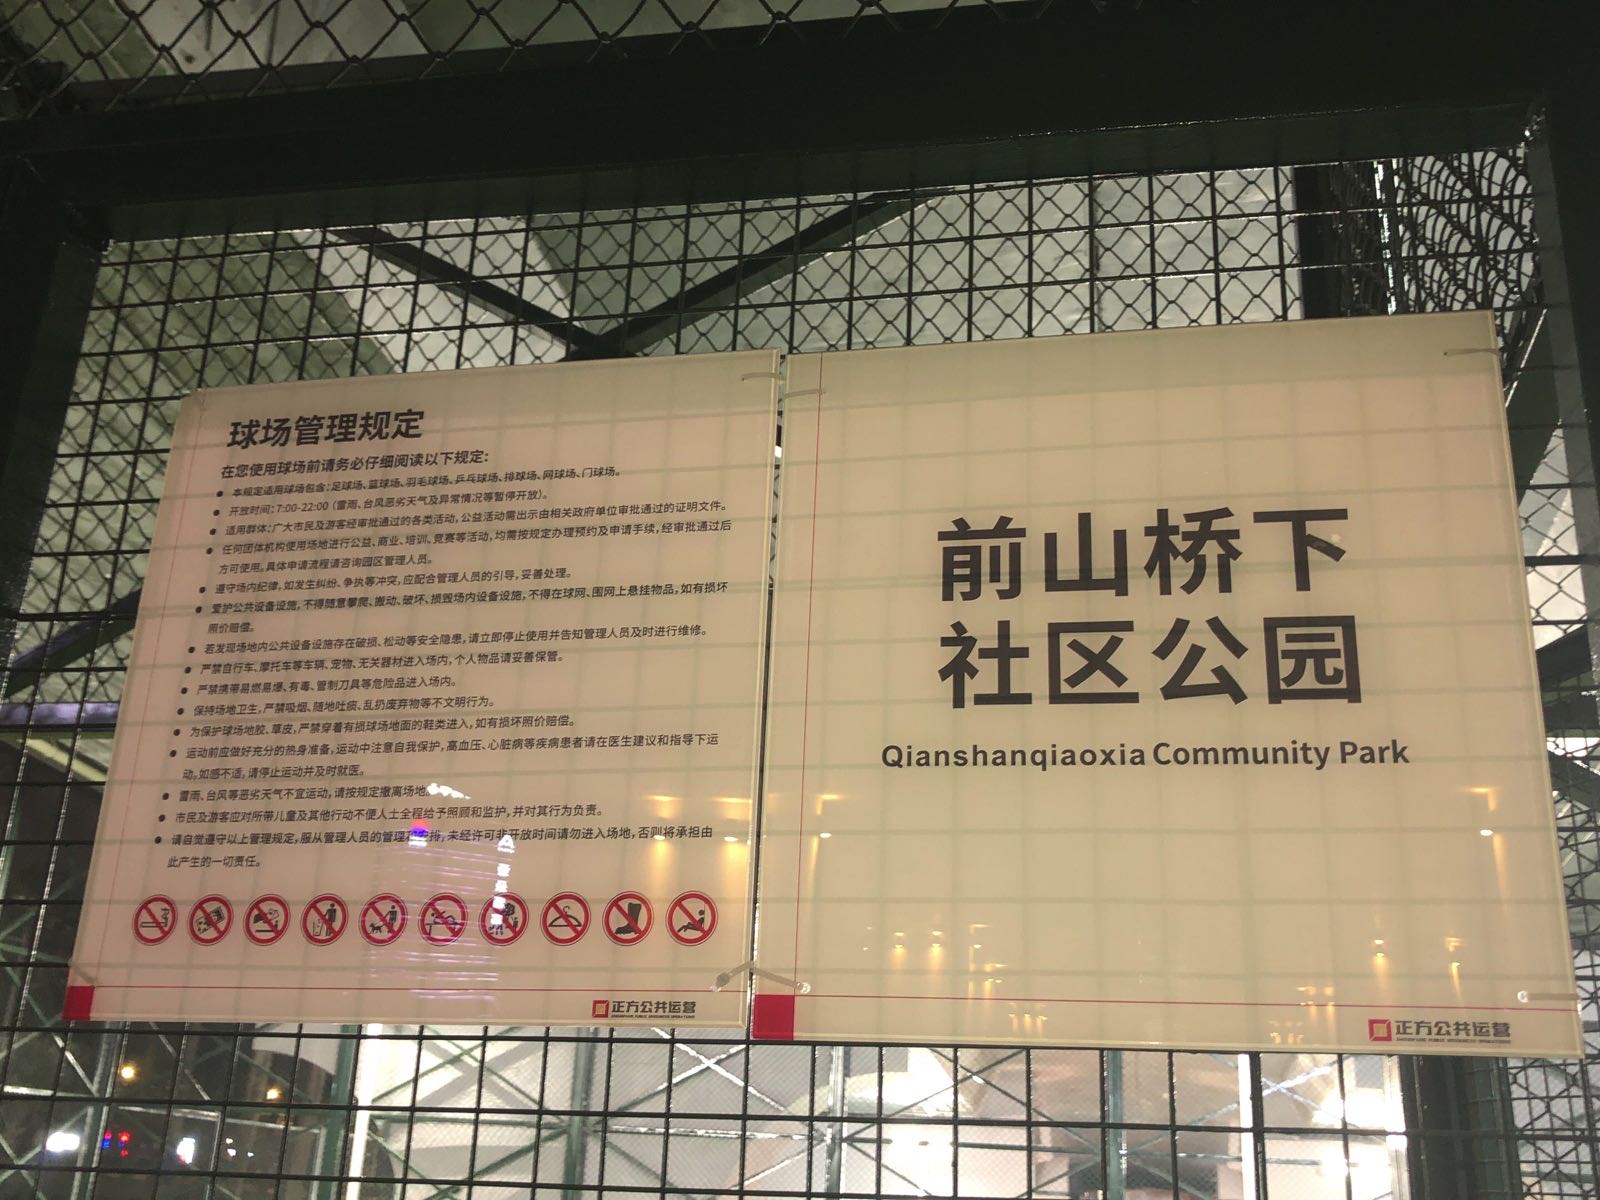 球场管理规定
在您使用球场前请务必仔细阅读以下规定：
● 本规定适用球场包含：足球场、篮球场、羽毛球场、乒乓球场、排球场、网球场、门球场。
● 开放时间：7:00-22:00（雷雨、台风恶劣天气及异常情况等暂停开放）。
● 适用群体：广大市民及游客经审批通过的各类活动，公益活动需出示由相关政府单位审批通过的证明文件。
● 任何团体机构使用场地进行公益、商业、培训、竞赛等活动，均需按规定办理预约及申请手续，经审批通过后
方可使用。具体申请流程请咨询园区管理人员。
● 遵守场内纪律，如发生纠纷、争执等冲突，应配合管理人员的引导，妥善处理。
● 爱护公共设备设施，不得随意攀爬、搬动、破坏、损毁场内设备设施，不得在球网、围网上悬挂物品，如有损坏
照价赔偿。
● 若发现场地内公共设备设施存在破损、松动等安全隐患，请立即停止使用并告知管理人员及时进行维修。
● 严禁自行车、摩托车等车辆、宠物、无关器材进入场内，个人物品请妥善保管。
● 严禁携带易燃易爆、有毒、管制刀具等危险品进入场内。
● 保持场地卫生，严禁吸烟、随地吐痰、乱扔废弃物等不文明行为。
● 为保护球场地胶、草皮，严禁穿着有损球场地面的鞋类进入，如有损坏照价赔偿。
● 运动前应做好充分的热身准备，运动中注意自我保护，高血压、心脏病等疾病患者请在医生建议和指导下运
动。如感不适，请停止运动并及时就医。
● 雷雨、台风等恶劣天气不宜运动，请按规定撤离场地。
● 市民及游客应对所带儿童及其他行动不便人士全程给予照顾和监护，并对其行为负责。
● 请自觉遵守以上管理规定，服从管理人员的管理和安排，未经许可非开放时间请勿进入场地，否则将承担由
此产生的一切责任。
正方公共运营
前山桥下
社区公园
Qianshanqiaoxia Community Park
正方公共运营